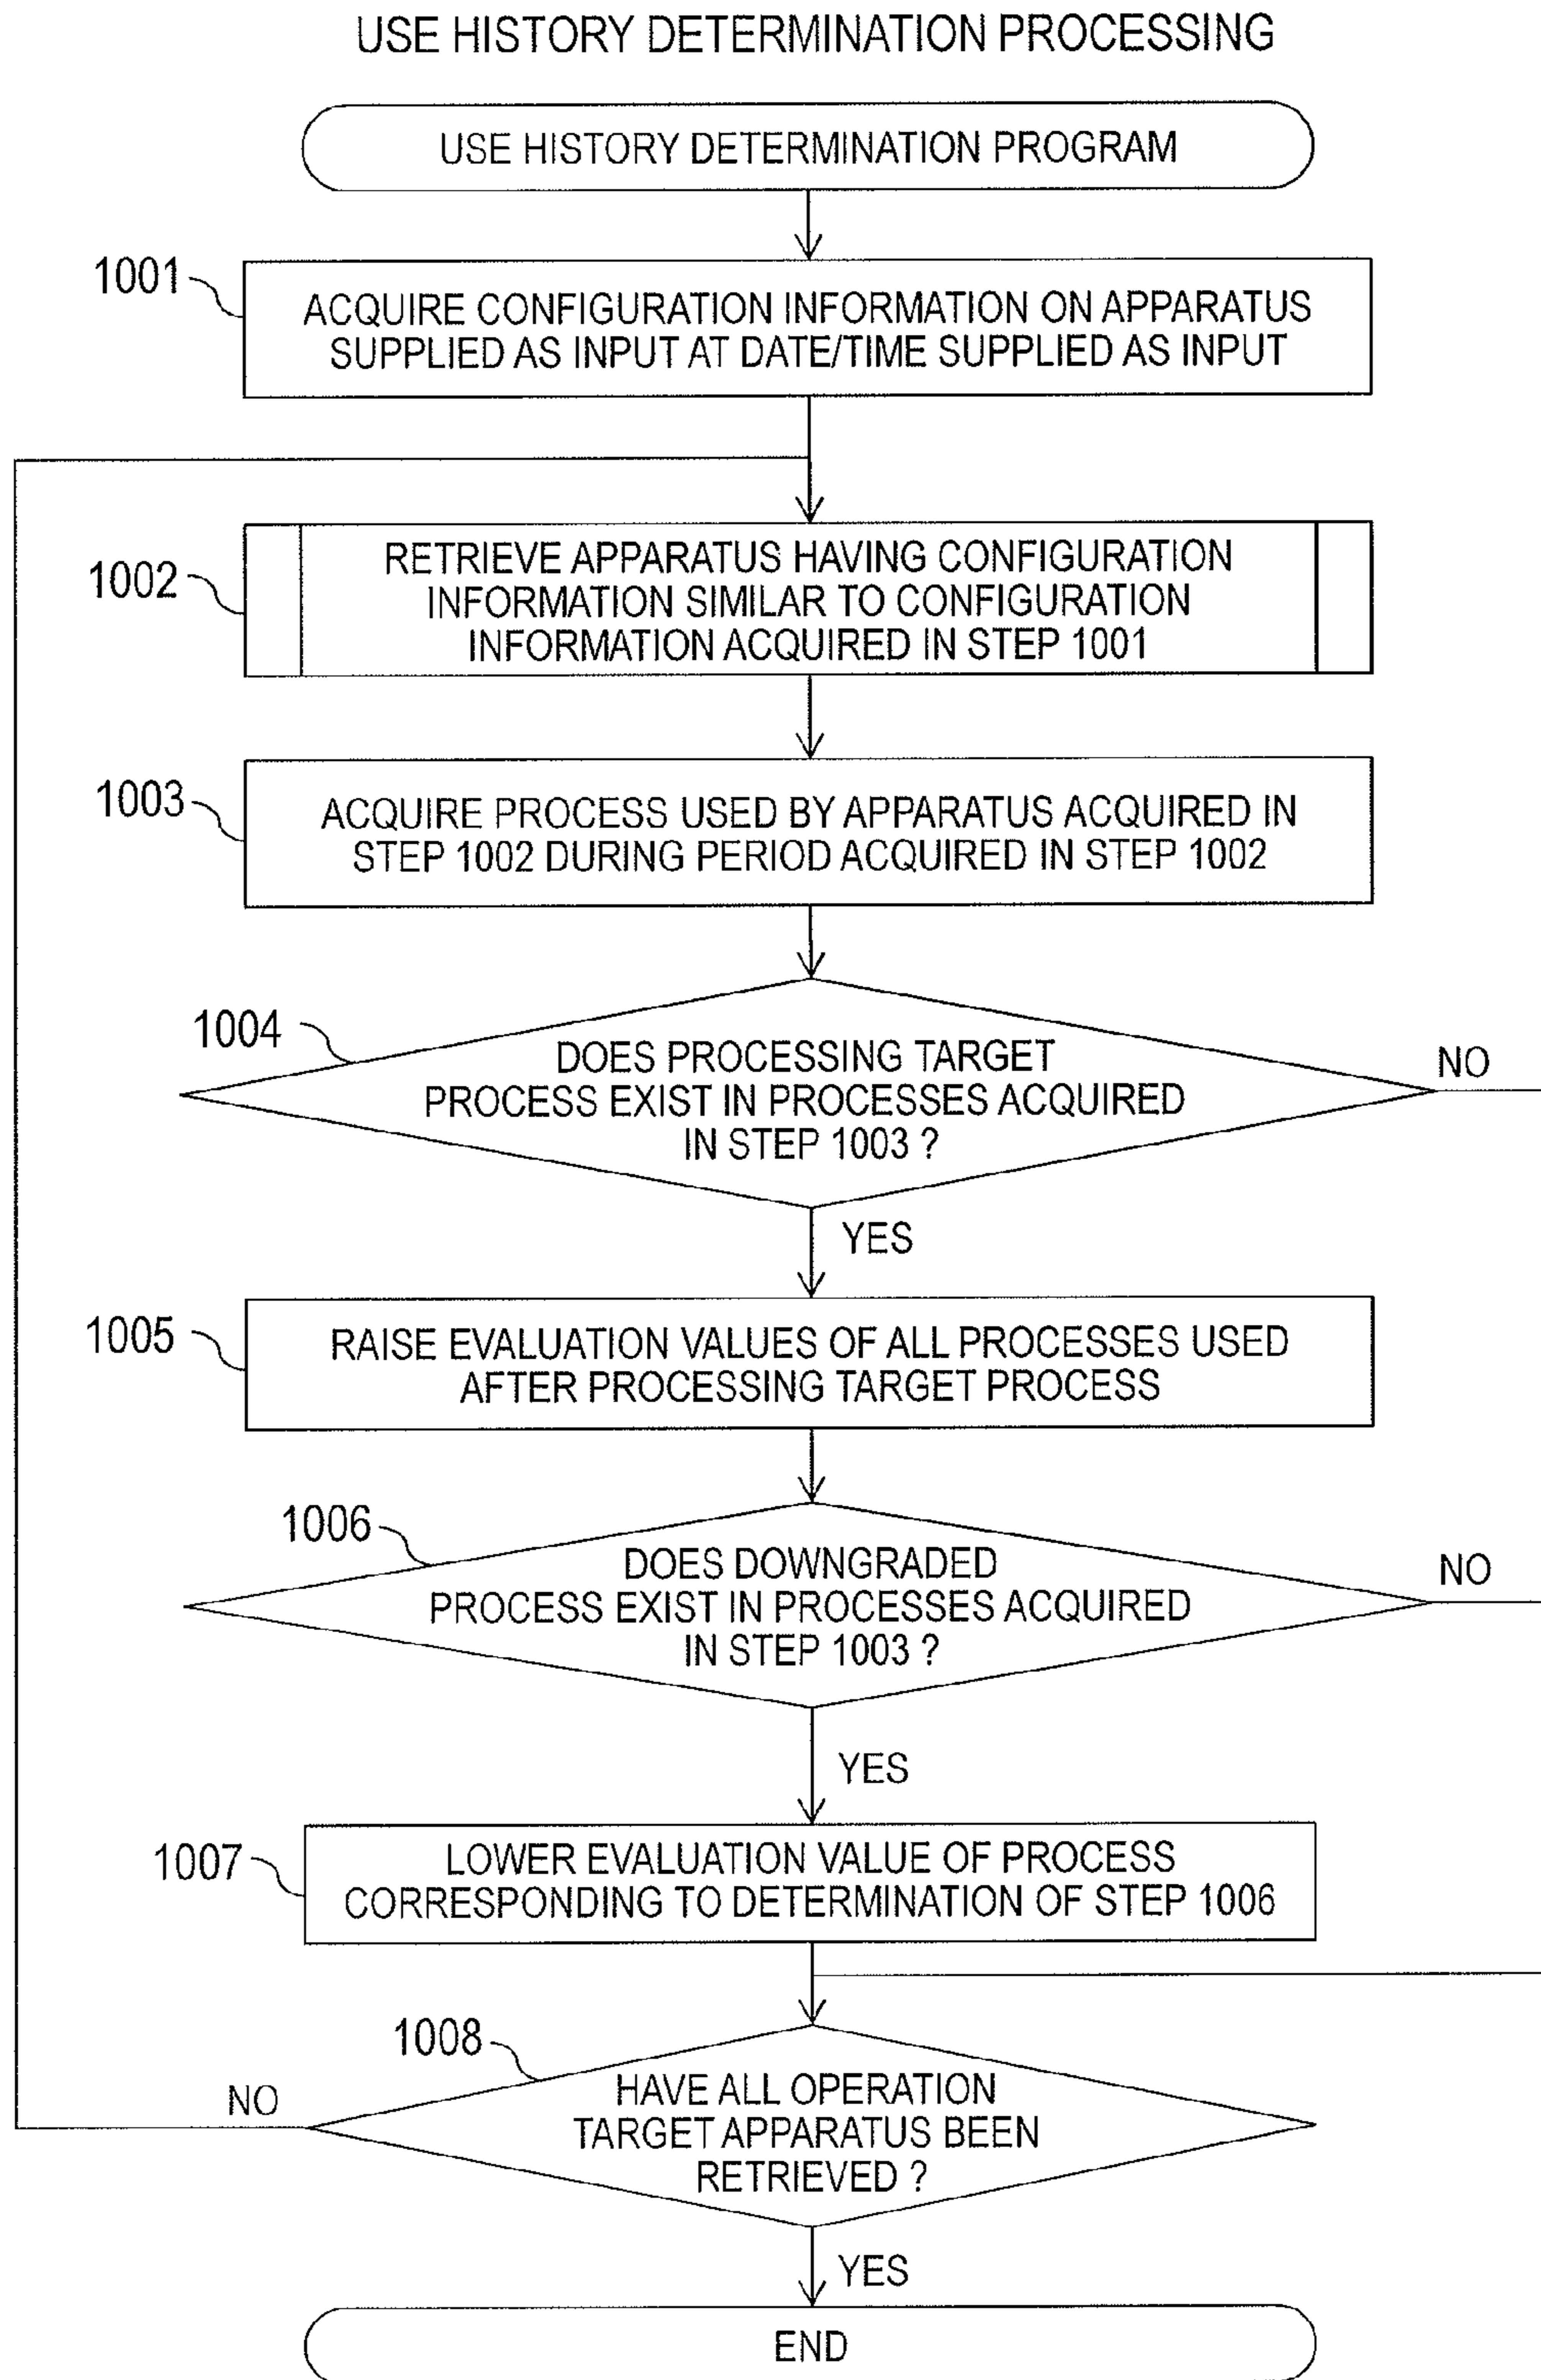 USE HISTORY DETERMINATION PROCESSING
USE HISTORY DETERMINATION PROGRAM
1001
ACQUIRE CONFIGURATION INFORMATION ON APPARATUS
SUPPLIED AS INPUT AT DATE/TIME SUPPLIED AS INPUT
1002
RETRIEVE APPARATUS HAVING CONFIGURATION
INFORMATION SIMILAR TO CONFIGURATION
INFORMATION ACQUIRED IN STEP 1001
1003
ACQUIRE PROCESS USED BY APPARATUS ACQUIRED IN
STEP 1002 DURING PERIOD ACQUIRED IN STEP 1002
1004
DOES PROCESSING TARGET
PROCESS EXIST IN PROCESSES ACQUIRED
IN STEP 1003 ?
NO
YES
1005
RAISE EVALUATION VALUES OF ALL PROCESSES USED
AFTER PROCESSING TARGET PROCESS
1006
DOES DOWNGRADED
PROCESS EXIST IN PROCESSES ACQUIRED
IN STEP 1003 ?
NO
YES
1007
LOWER EVALUATION VALUE OF PROCESS
CORRESPONDING TO DETERMINATION OF STEP 1006
1008
HAVE ALL OPERATION
TARGET APPARATUS BEEN
RETRIEVED ?
NO
YES
END